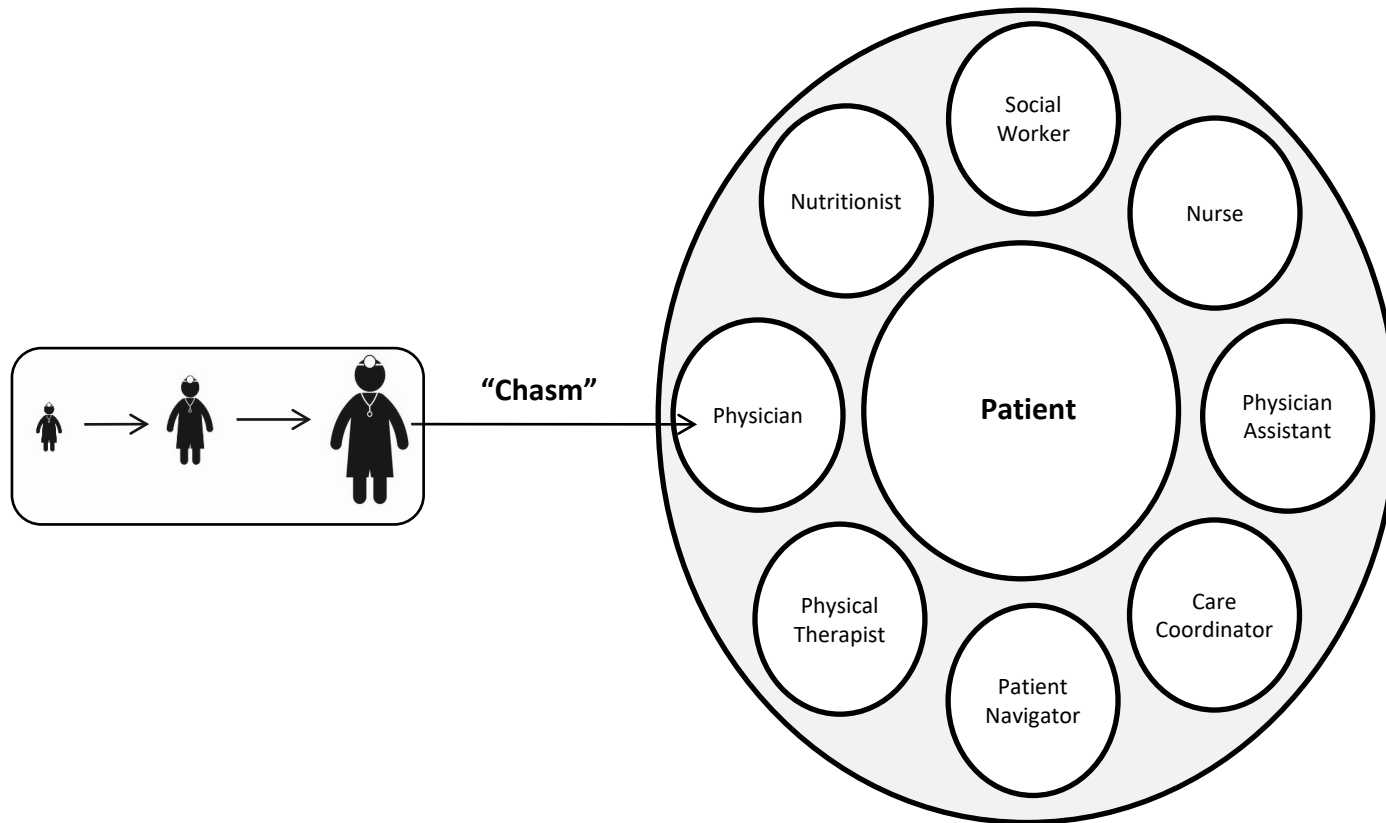 Social
Worker
Nutritionist
Nurse
“Chasm”
Physician
Patient
Physician
Assistant
Physical
Therapist
Care
Coordinator
Patient
Navigator